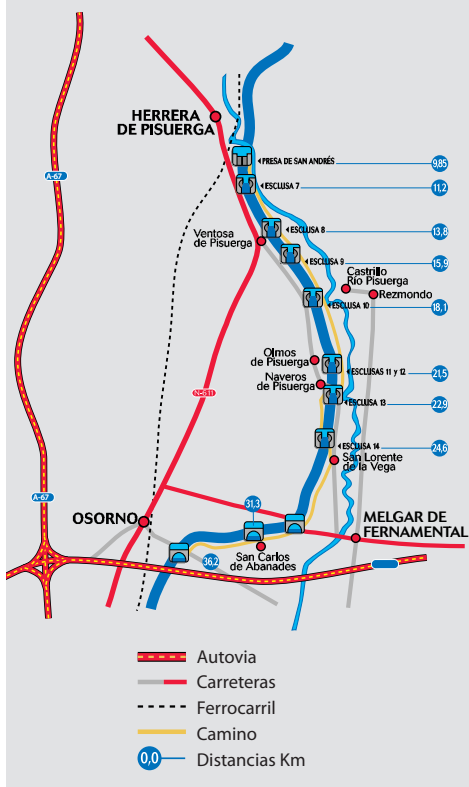 HERRERA
DE PISUERGA
PRESA DE SAN ANDRÉS
9,85
A-67
ESCLUSA 7
11,2
Ventosa
de Pisuerga
ESCLUSA 8
13,8
ESCLUSA 9
15,9
Castrillo
Río Pisuerga
Rezmondo
ESCLUSA 10
18,1
Olmos
de Pisuerga
ESCLUSAS 11 y 12
21,5
Naveros
de Pisuerga
N-611
ESCLUSA 13
22,9
ESCLUSA 14
24,6
San Lorente
de la Vega
A-67
31,3
OSORNO
MELGAR DE
FERNAMENTAL
36,2
San Carlos
de Abanades
Autovia
Carreteras
Ferrocarril
Camino
0,0
Distancias Km